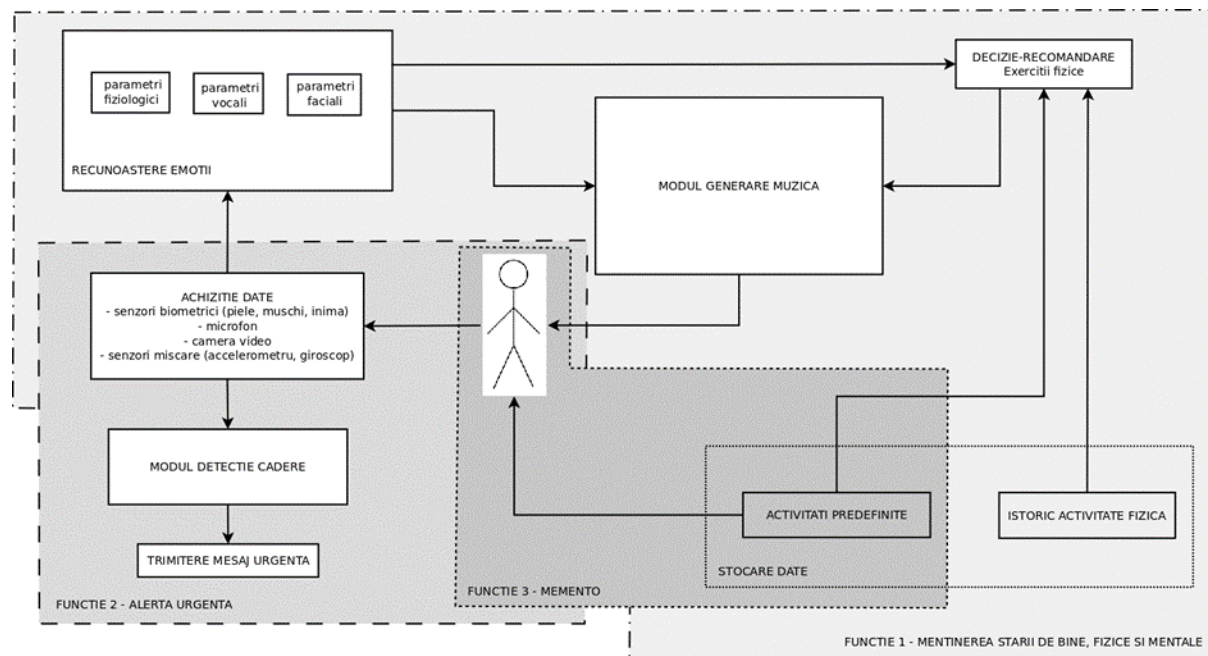 parametri
fiziologici
parametri
vocali
parametri
faciali
RECUNOASTERE EMOTII
DECIZIE-RECOMANDARE
Exercitii fizice
MODUL GENERARE MUZICA
ACHIZITIE DATE
- senzori biometrici (piele, muschi, inima)
- microfon
- camera video
- senzori miscare (accelerometru, giroscop)
MODUL DETECTIE CADERE
TRIMITERE MESAJ URGENTA
FUNCTIE 2 - ALERTA URGENTA
ACTIVITATI PREDEFINITE
ISTORIC ACTIVITATE FIZICA
STOCARE DATE
FUNCTIE 3 - MEMENTO
FUNCTIE 1 - MENTINEREA STARII DE BINE, FIZICE SI MENTALE